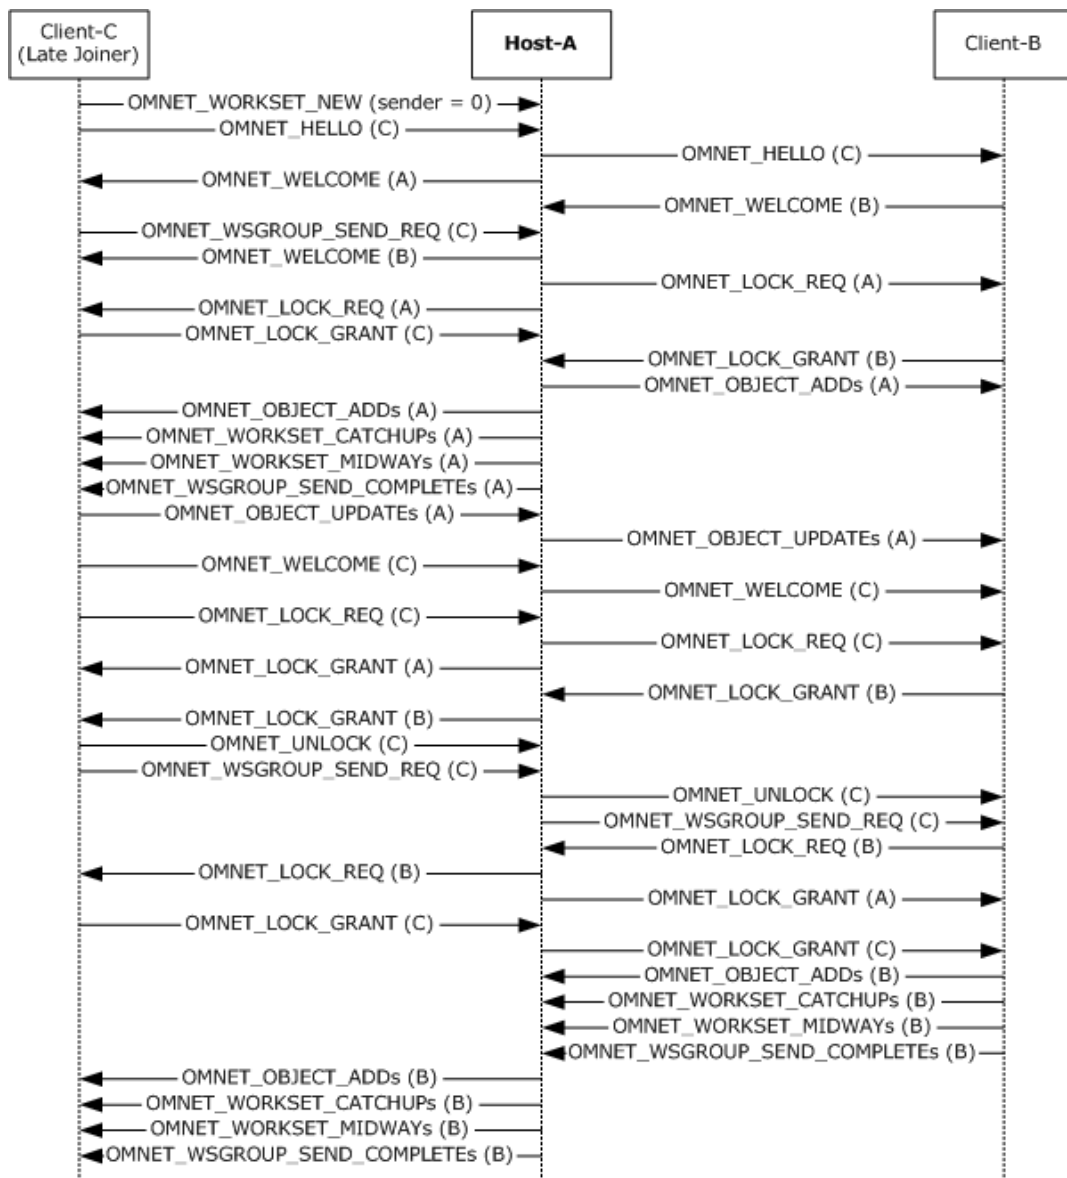 Client-C
(Late Joiner)
Host-A
Client-B
OMNET_WORKSET_NEW (sender = 0)
OMNET_HELLO (C)
OMNET_HELLO (C)
OMNET_WELCOME (A)
OMNET_WELCOME (B)
OMNET_WSGROUP_SEND_REQ (C)
OMNET_WELCOME (B)
OMNET_LOCK_REQ (A)
OMNET_LOCK_REQ (A)
OMNET_LOCK_GRANT (C)
OMNET_LOCK_GRANT (B)
OMNET_OBJECT_ADDs (A)
OMNET_OBJECT_ADDs (A)
OMNET_WORKSET_CATCHUPs (A)
OMNET_WORKSET_MIDWAYs (A)
OMNET_WSGROUP_SEND_COMPLETEs (A)
OMNET_OBJECT_UPDATEs (A)
OMNET_OBJECT_UPDATEs (A)
OMNET_WELCOME (C)
OMNET_WELCOME (C)
OMNET_LOCK_REQ (C)
OMNET_LOCK_REQ (C)
OMNET_LOCK_GRANT (A)
OMNET_LOCK_GRANT (B)
OMNET_LOCK_GRANT (B)
OMNET_UNLOCK (C)
OMNET_WSGROUP_SEND_REQ (C)
OMNET_UNLOCK (C)
OMNET_WSGROUP_SEND_REQ (C)
OMNET_LOCK_REQ (B)
OMNET_LOCK_REQ (B)
OMNET_LOCK_GRANT (A)
OMNET_LOCK_GRANT (C)
OMNET_LOCK_GRANT (C)
OMNET_OBJECT_ADDs (B)
OMNET_WORKSET_CATCHUPs (B)
OMNET_WORKSET_MIDWAYs (B)
OMNET_WSGROUP_SEND_COMPLETEs (B)
OMNET_OBJECT_ADDs (B)
OMNET_WORKSET_CATCHUPs (B)
OMNET_WORKSET_MIDWAYs (B)
OMNET_WSGROUP_SEND_COMPLETEs (B)